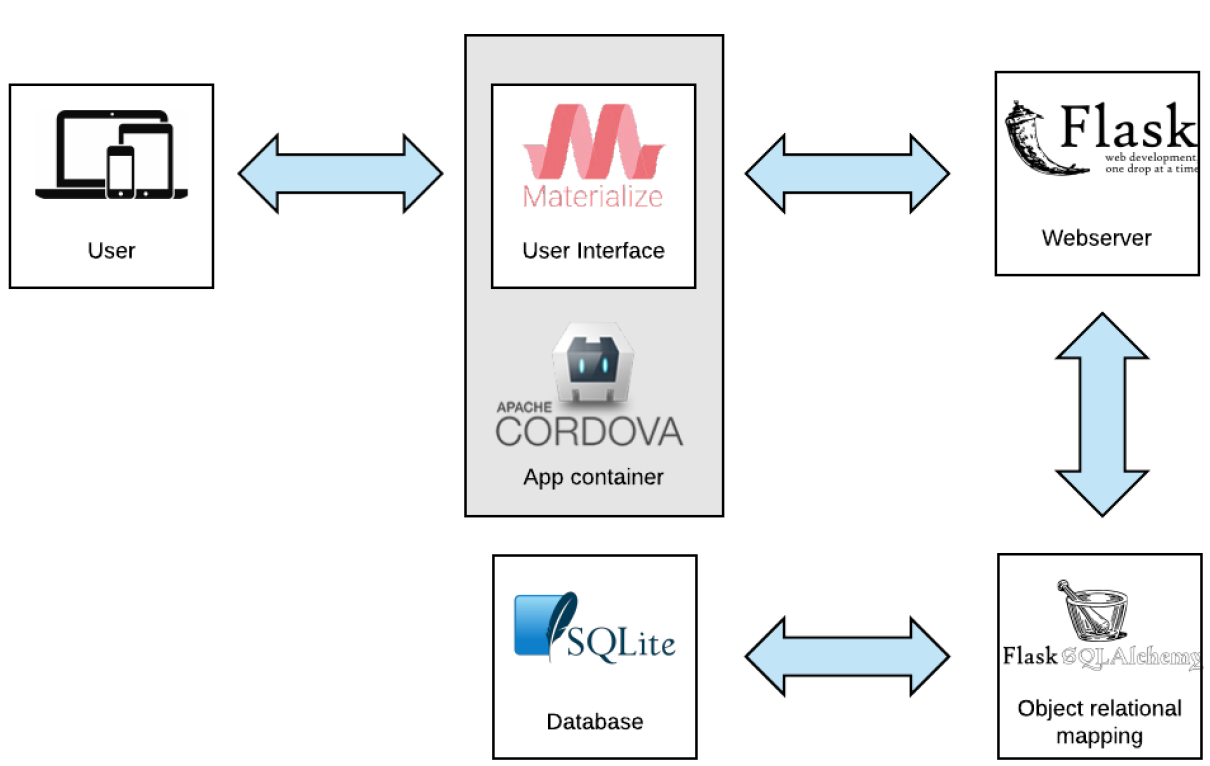 User
Materialize
User Interface
APACHE
CORDOVA
App container
Flask
web development,
one drop at a time
Webserver
SQLite
Database
Flask SQLAlchemy
Object relational
mapping